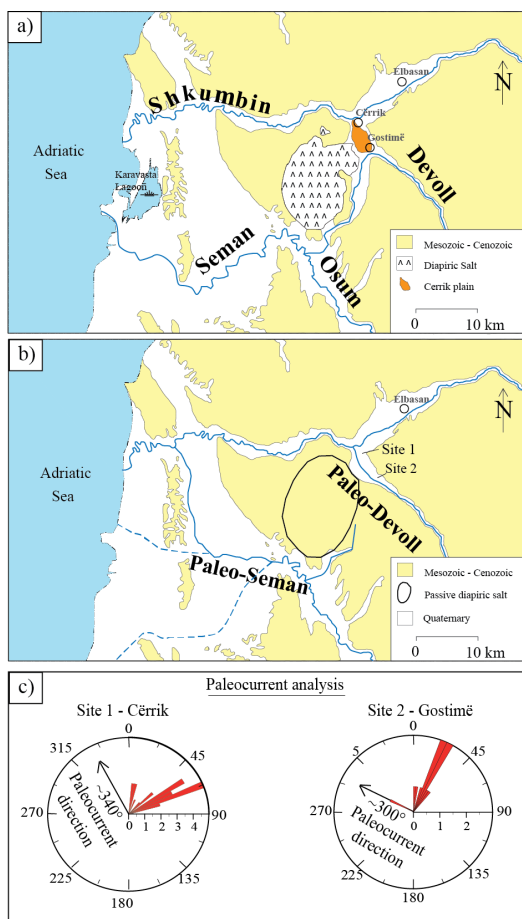 a)
Elbasan
N
Shkumbin
Cërrik
Gostimë
Adriatic
Sea
Karavasta
Lagoon
Devoll
Seman
Osum
Mesozoic - Cenozoic
Diapiric Salt
Cerrik plain
0 10 km
b)
Elbasan
N
Site 1
Site 2
Adriatic
Sea
Paleo-Devoll
Paleo-Seman
Mesozoic - Cenozoic
Passive diapiric salt
Quaternary
0 10 km
c)
Paleocurrent analysis
Site 1 - Cërrik
0
315
45
~340°
Paleocurrent
direction
270
90
0 1 2 3 4
225
135
180
Site 2 - Gostimë
0
5
45
~300°
Paleocurrent
direction
270
90
0 1 2
225
135
180